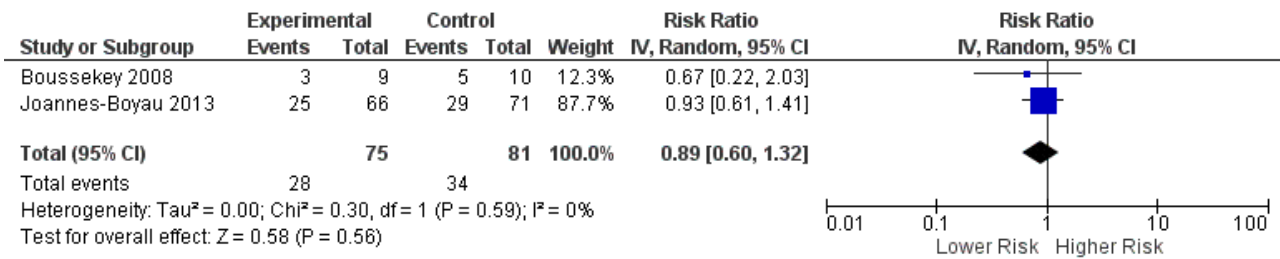 Experimental Control Risk Ratio Risk Ratio
Study or Subgroup Events Total Events Total Weight IV, Random, 95% CI IV, Random, 95% CI
Boussekey 2008 3 9 5 10 12.3% 0.67 [0.22, 2.03]
Joannes-Boyau 2013 25 66 29 71 87.7% 0.93 [0.61, 1.41]
Total (95% CI) 75 81 100.0% 0.89 [0.60, 1.32]
Total events 28 34
Heterogeneity: Tau² = 0.00; Chi² = 0.30, df = 1 (P = 0.59); I² = 0%
Test for overall effect: Z = 0.58 (P = 0.56)
0.01 0.1 1 10 100
Lower Risk Higher Risk